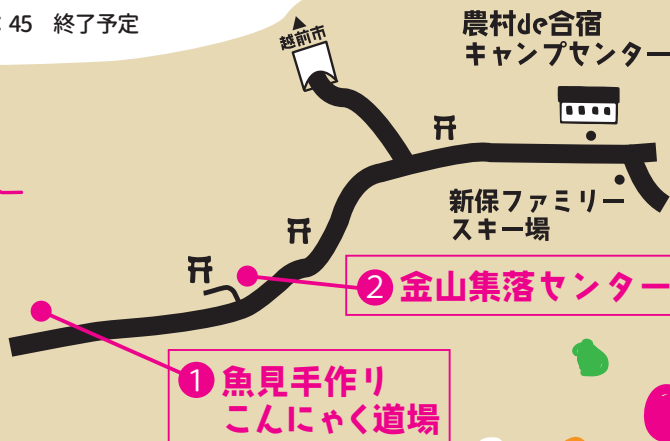 : 45 終了予定
越前市
農村de合宿
キャンプセンター
新保ファミリー
スキー場
② 金山集落センター
① 魚見手作り
こんにゃく道場